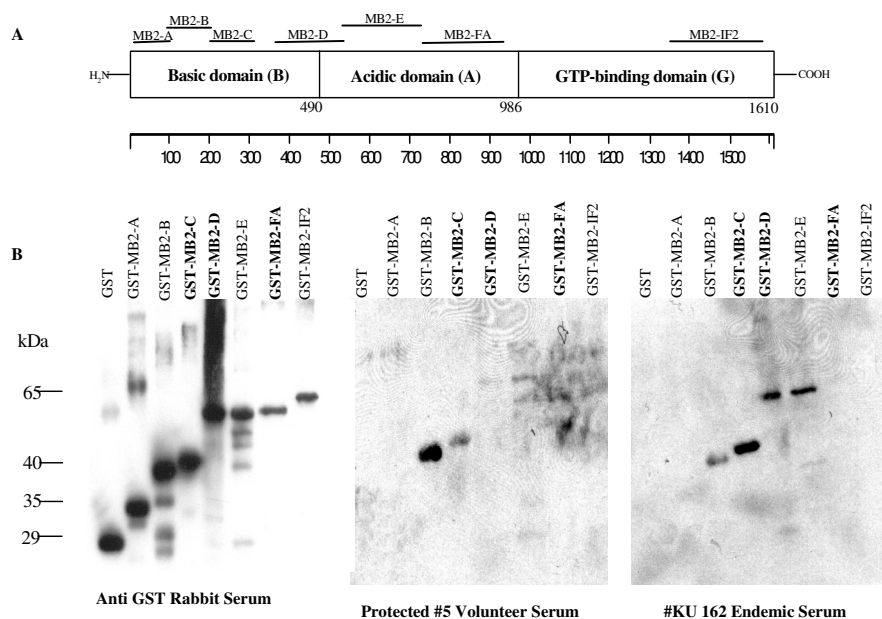 A
MB2-A
MB2-B
MB2-C
MB2-D
MB2-E
MB2-FA
MB2-IF2
H2N
Basic domain (B)
Acidic domain (A)
GTP-binding domain (G)
COOH
490
986
1610
100 200 300 400 500 600 700 800 900 1000 1100 1200 1300 1400 1500
B
GST
GST-MB2-A
GST-MB2-B
GST-MB2-C
GST-MB2-D
GST-MB2-E
GST-MB2-FA
GST-MB2-IF2
GST
GST-MB2-A
GST-MB2-B
GST-MB2-C
GST-MB2-D
GST-MB2-E
GST-MB2-FA
GST-MB2-IF2
GST
GST-MB2-A
GST-MB2-B
GST-MB2-C
GST-MB2-D
GST-MB2-E
GST-MB2-FA
GST-MB2-IF2
kDa
65
40
35
29
Anti GST Rabbit Serum
Protected #5 Volunteer Serum
#KU 162 Endemic Serum